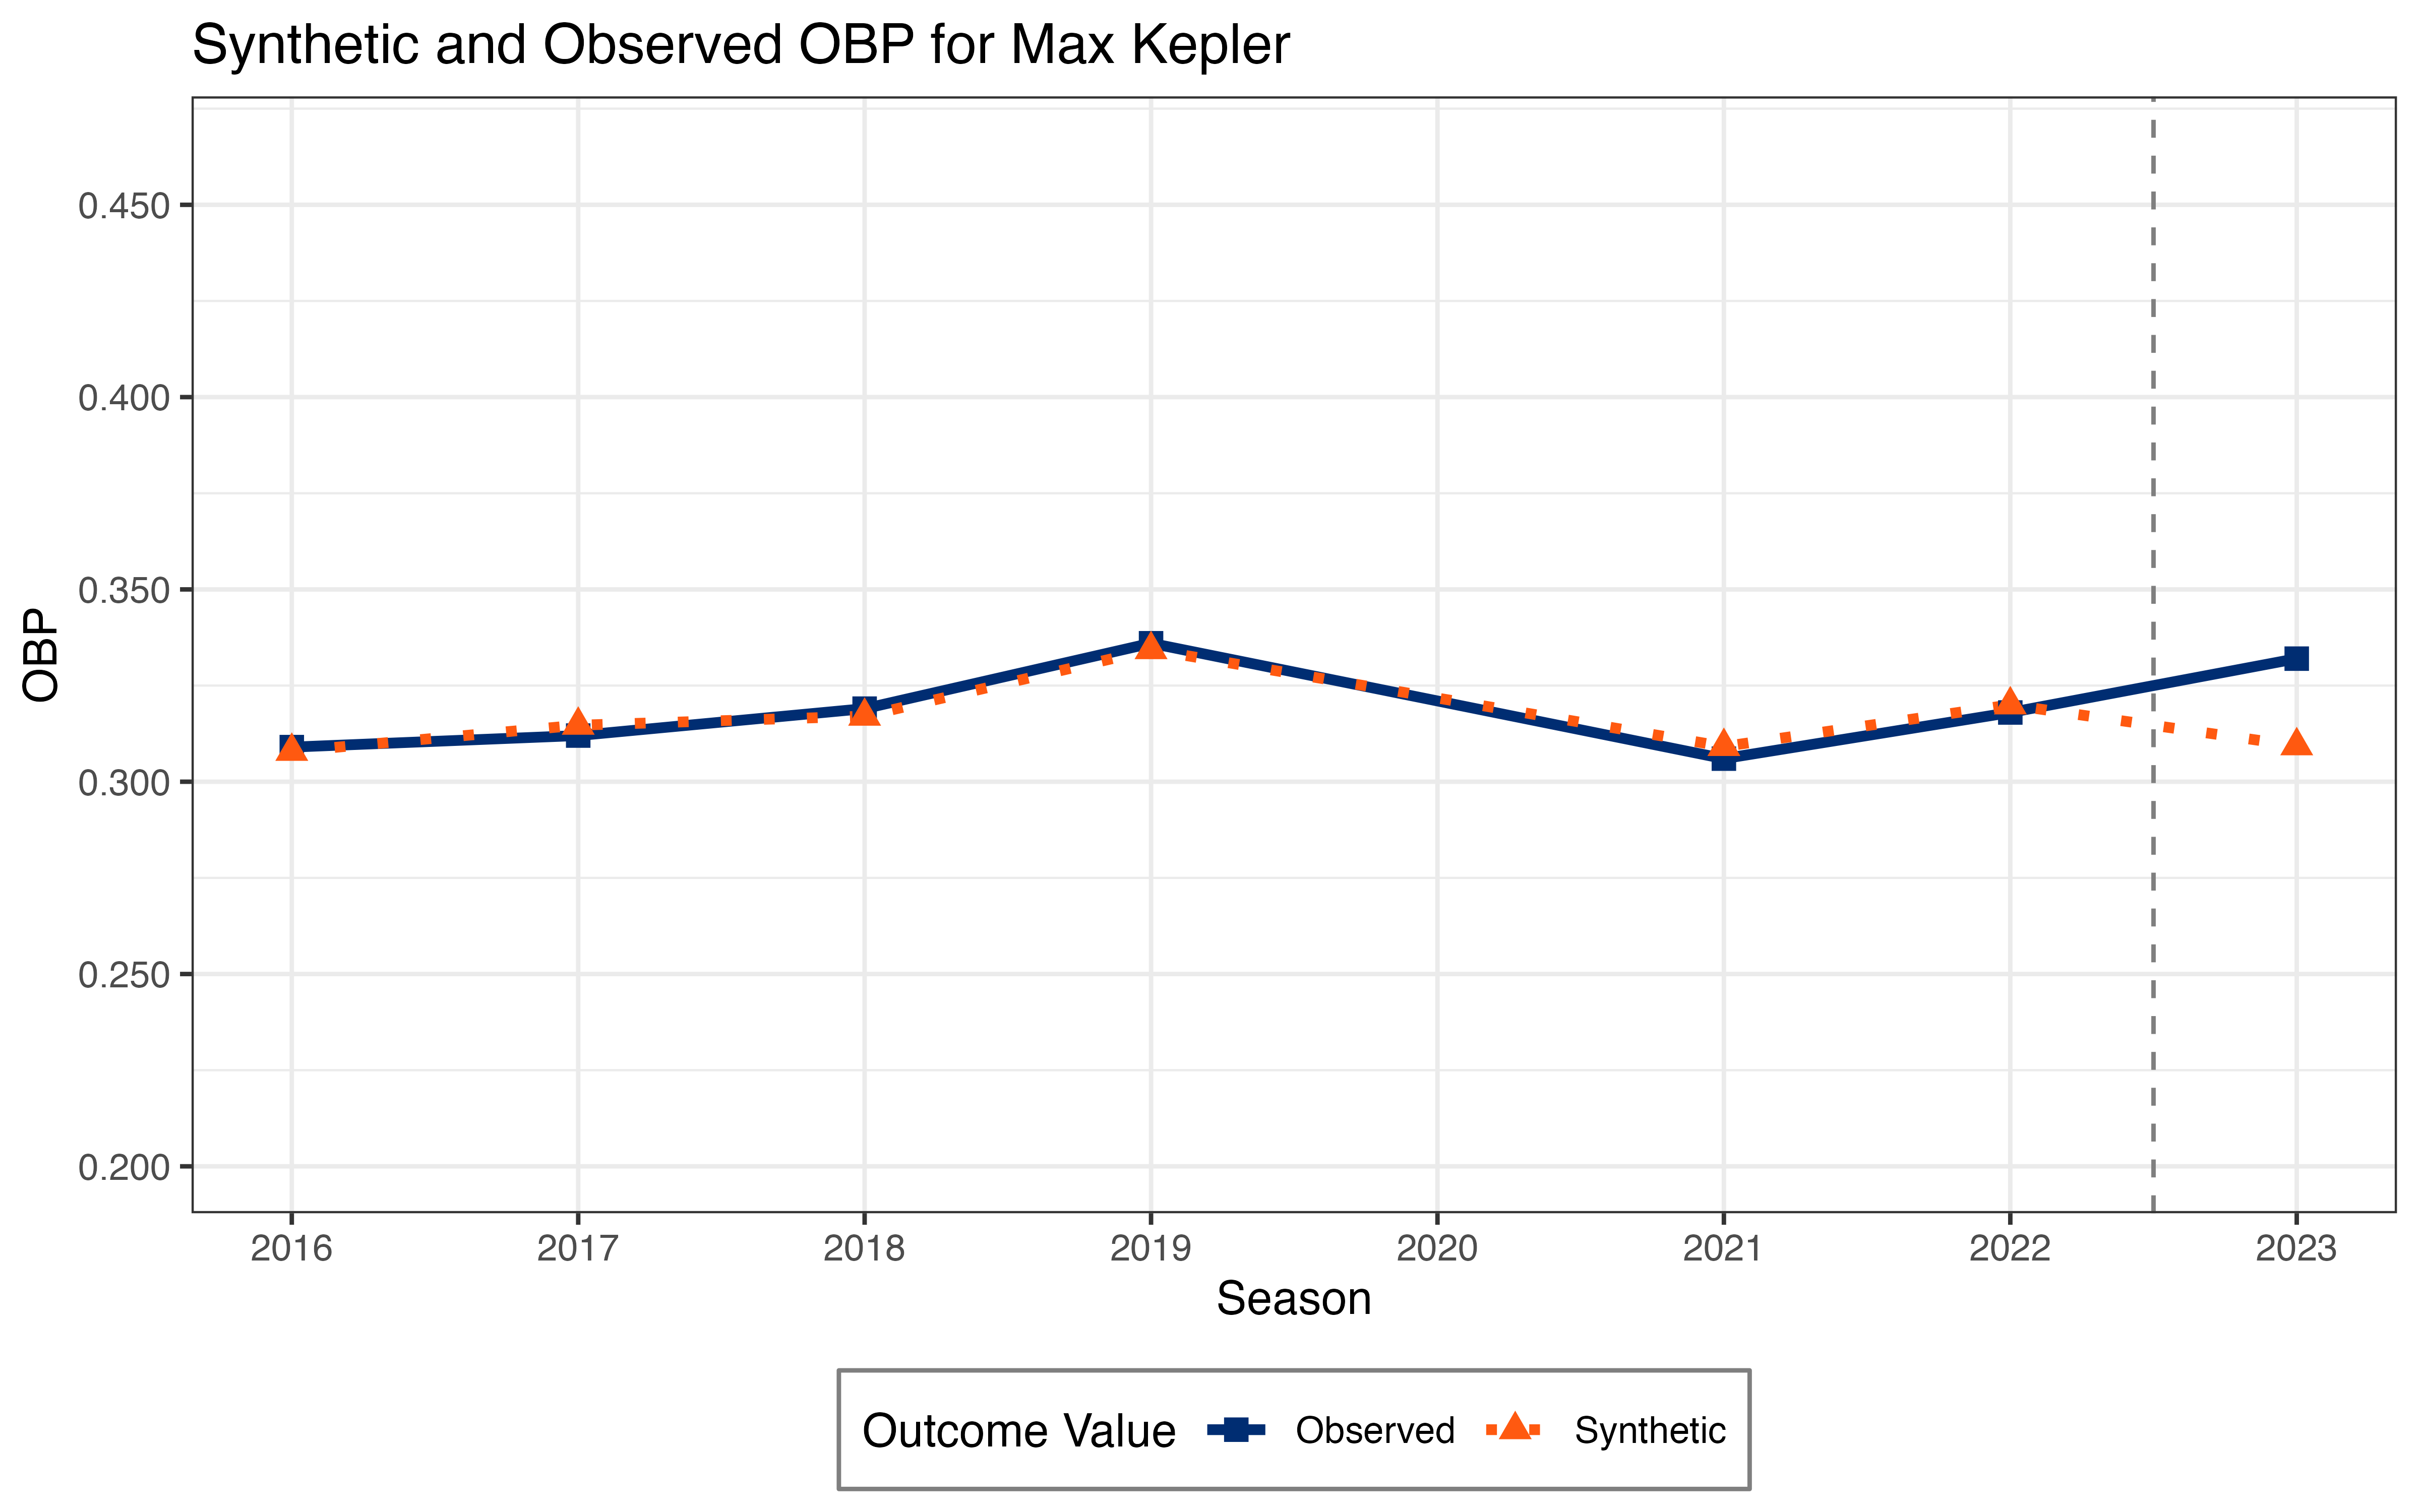 Synthetic and Observed OBP for Max Kepler
0.450
0.400
0.350
0.300
0.250
0.200
OBP
2016 2017 2018 2019 2020 2021 2022 2023
Season
Outcome Value Observed Synthetic